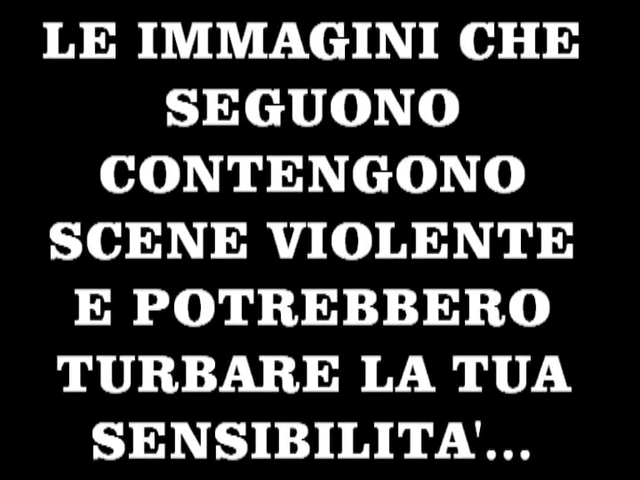 LE IMMAGINI CHE
SEGUONO
CONTENGONO
SCENE VIOLENTE
E POTREBBERO
TURBARE LA TUA
SENSIBILITA'...